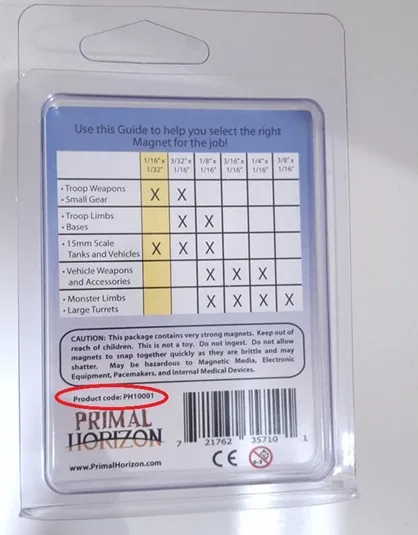 Use this Guide to help you select the right
Magnet for the job!
1/16" x 1/32" 3/32" x 1/16" 1/8" x 1/16" 3/16" x 1/16" 1/4" x 1/16" 3/8" x 1/16"
• Troop Weapons
• Small Gear X X
• Troop Limbs
• Bases X X
• 15mm Scale
Tanks and Vehicles X X X
• Vehicle Weapons
and Accessories X X X
• Monster Limbs
• Large Turrets X X X X
CAUTION: This package contains very strong magnets. Keep out of
reach of children. This is not a toy. Do not ingest. Do not allow
magnets to snap together quickly as they are brittle and may
shatter. May be hazardous to Magnetic Media, Electronic
Equipment, Pacemakers, and Internal Medical Devices.
Product code: PH10001
PRIMAL
HORIZON
www.PrimalHorizon.com
7 21762 35710 1
CE 0-3